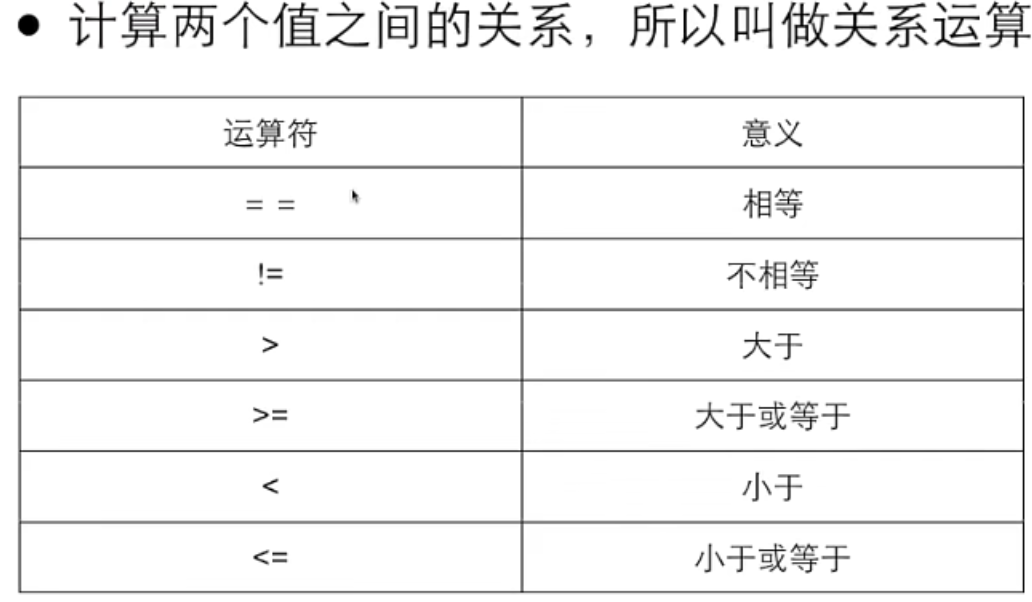 ● 计算两个值之间的关系，所以叫做关系运算
运算符 意义
= = 相等
!= 不相等
> 大于
>= 大于或等于
< 小于
<= 小于或等于